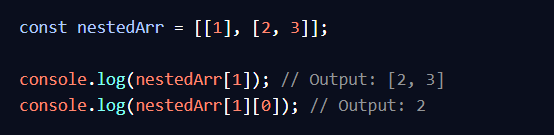 const nestedArr = [[1], [2, 3]];
console.log(nestedArr[1]); // Output: [2, 3]
console.log(nestedArr[1][0]); // Output: 2